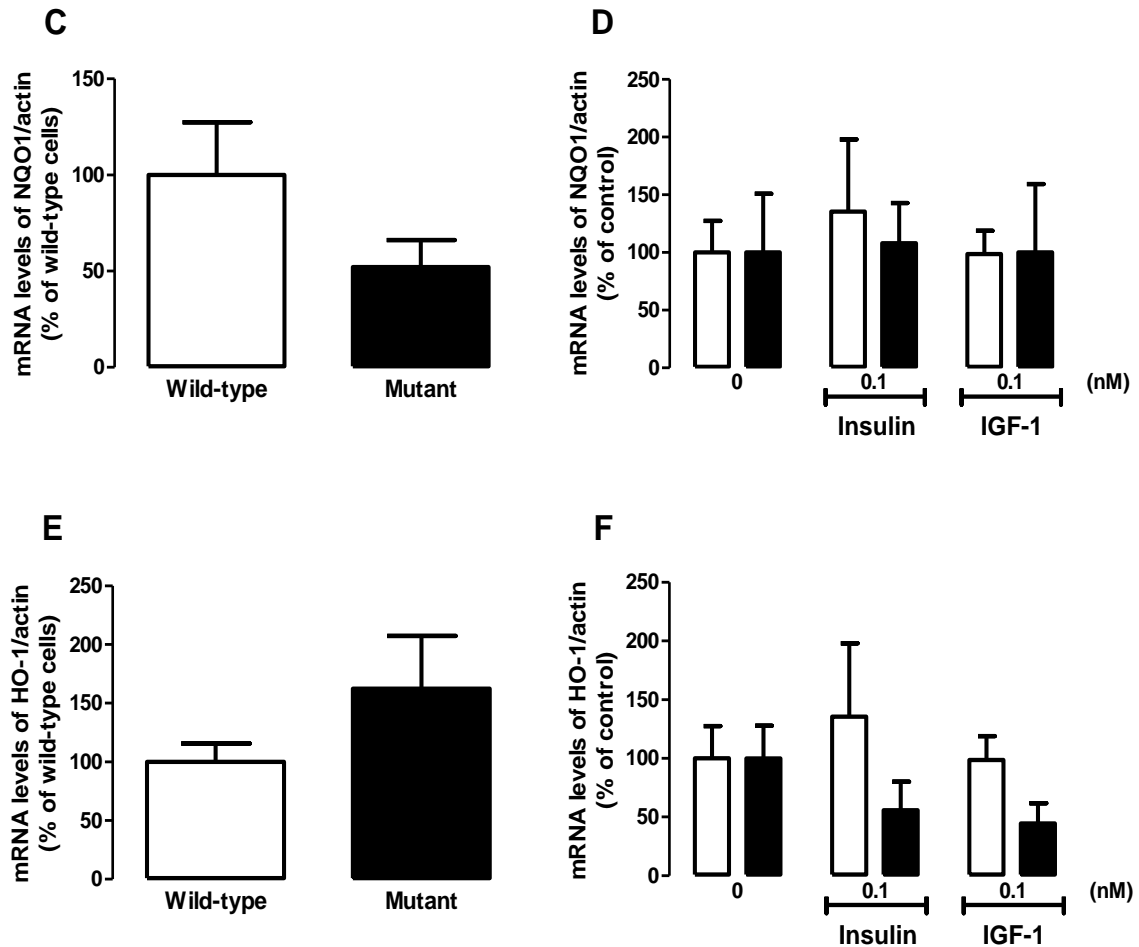 C
mRNA levels of NQO1/actin
(% of wild-type cells)
150
100
50
0
Wild-type Mutant
D
mRNA levels of NQO1/actin
(% of control)
250
200
150
100
50
0
0 0.1 0.1 (nM)
Insulin IGF-1
E
mRNA levels of HO-1/actin
(% of wild-type cells)
250
200
150
100
50
0
Wild-type Mutant
F
mRNA levels of HO-1/actin
(% of control)
250
200
150
100
50
0
0 0.1 0.1 (nM)
Insulin IGF-1